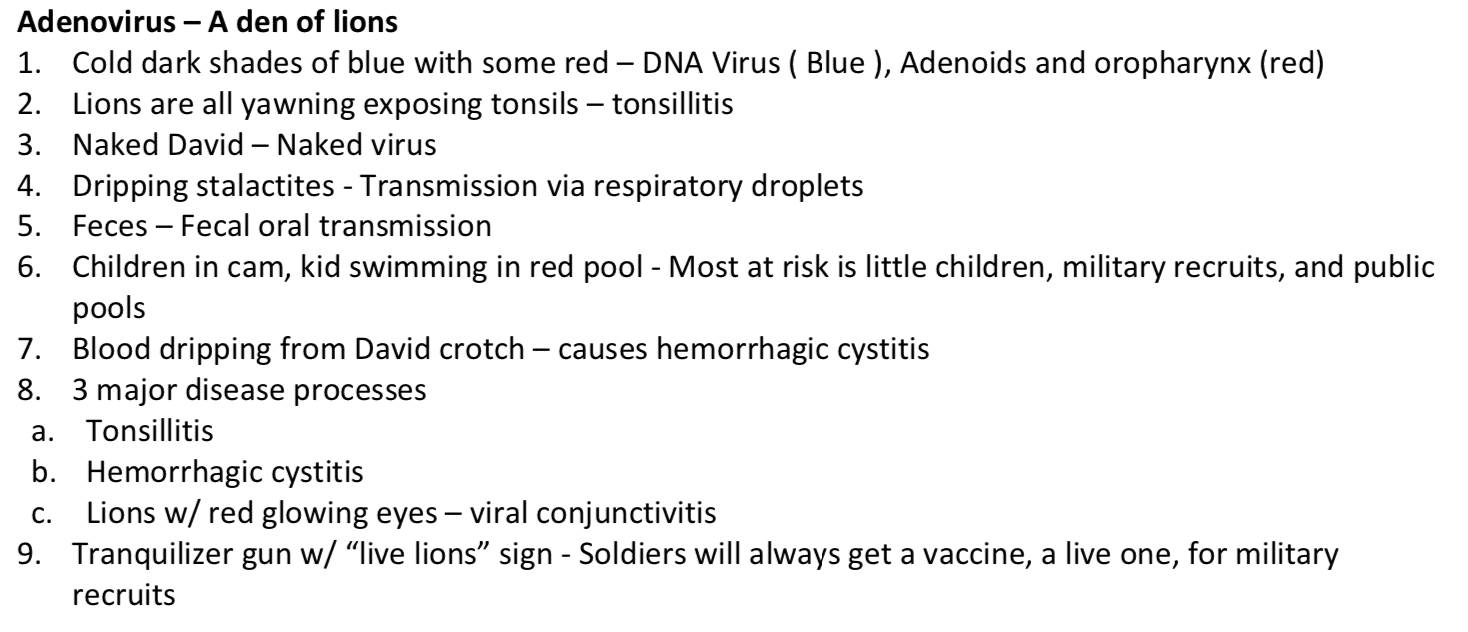 Adenovirus – A den of lions
1. Cold dark shades of blue with some red – DNA Virus ( Blue ), Adenoids and oropharynx (red)
2. Lions are all yawning exposing tonsils – tonsillitis
3. Naked David – Naked virus
4. Dripping stalactites - Transmission via respiratory droplets
5. Feces – Fecal oral transmission
6. Children in cam, kid swimming in red pool - Most at risk is little children, military recruits, and public
pools
7. Blood dripping from David crotch – causes hemorrhagic cystitis
8. 3 major disease processes
a. Tonsillitis
b. Hemorrhagic cystitis
c. Lions w/ red glowing eyes – viral conjunctivitis
9. Tranquilizer gun w/ “live lions” sign - Soldiers will always get a vaccine, a live one, for military
recruits